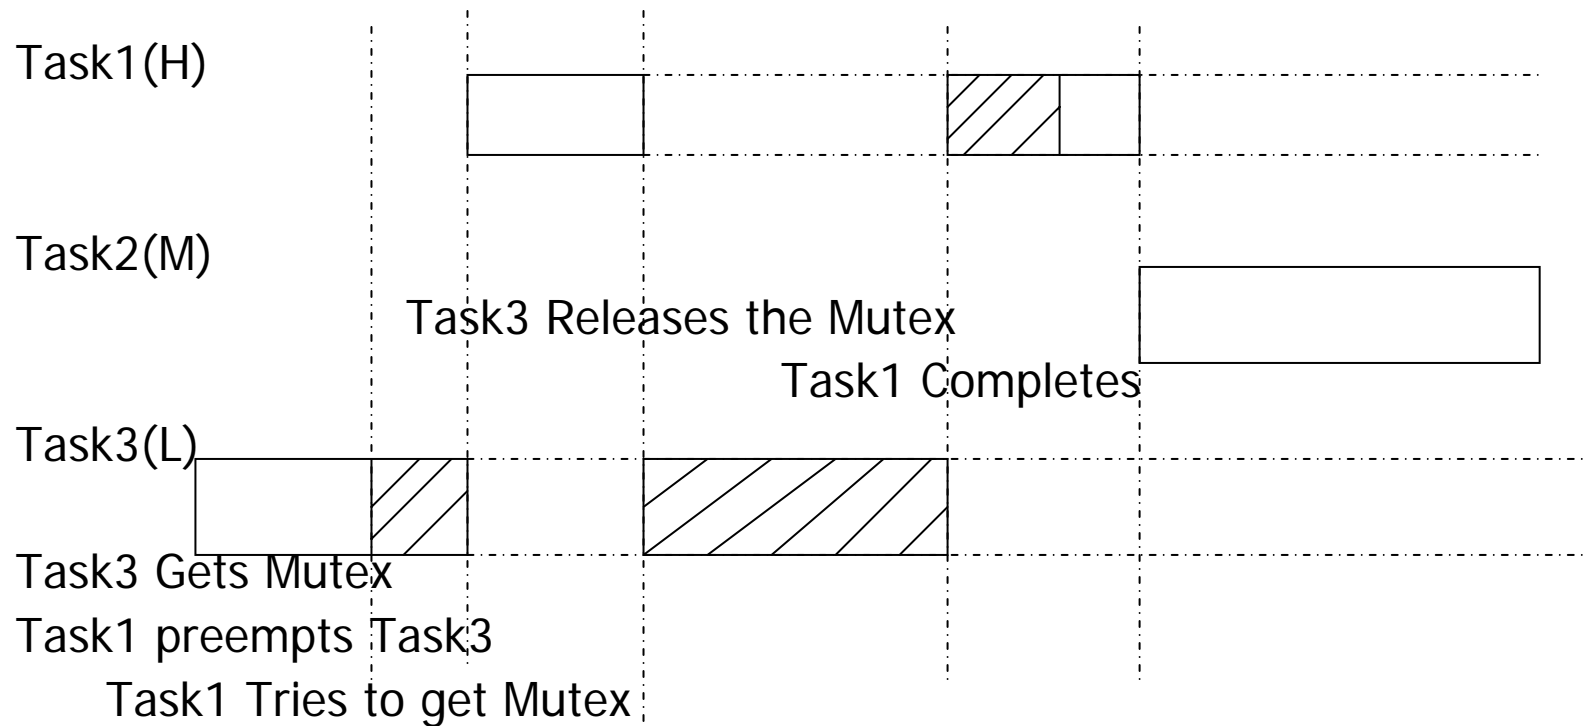 Task1(H)
Task2(M)
Task3 Releases the Mutex
Task1 Completes
Task3(L)
Task3 Gets Mutex
Task1 preempts Task3
Task1 Tries to get Mutex